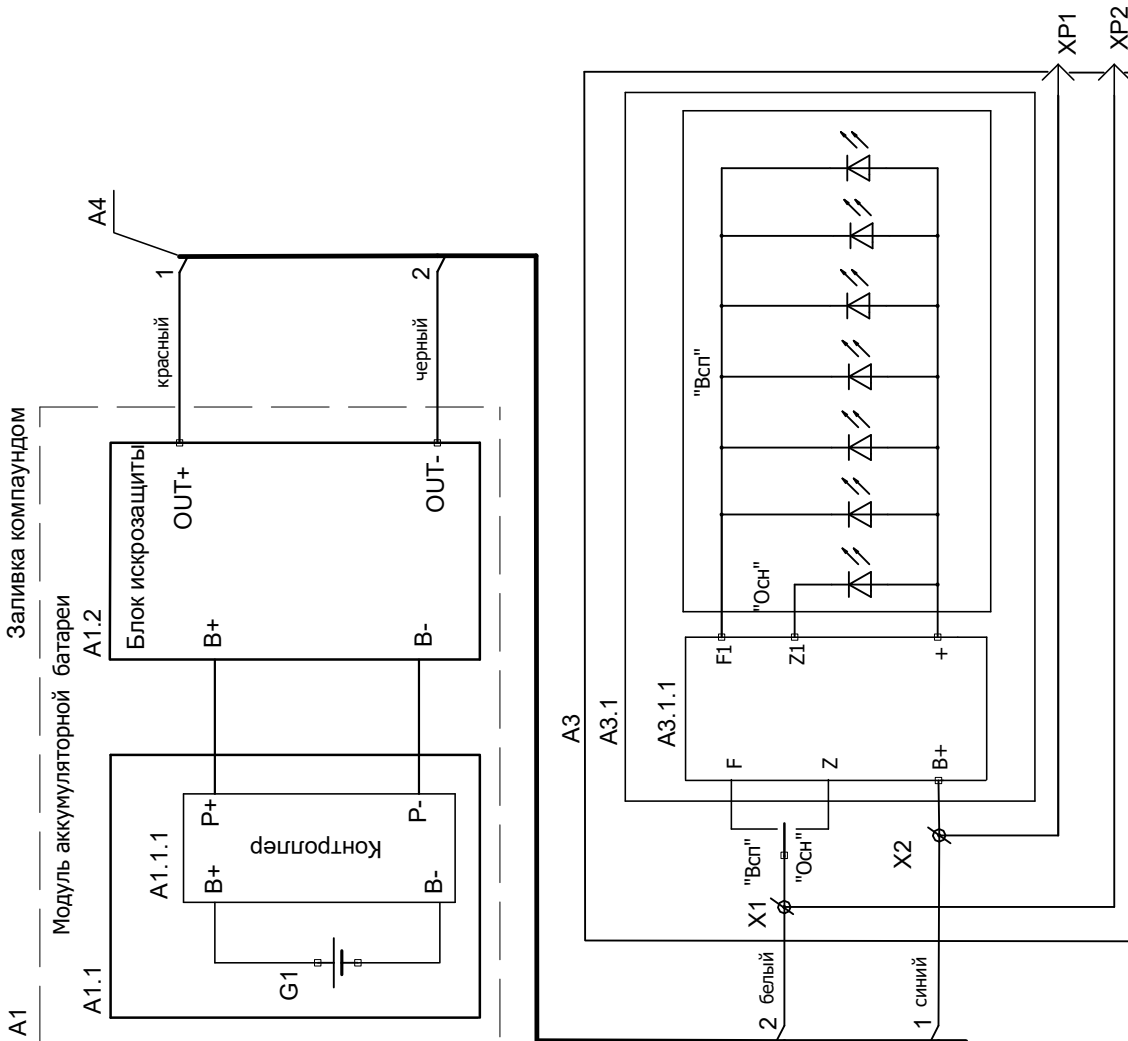 Заливка компаундом
A1
Модуль аккумуляторной батареи
A1.1
A1.1.1
B+
P+
Контроллер
B-
P-
G1
A1.2
Блок искрозащиты
B+
OUT+
B-
OUT-
красный
1
черный
2
A4
A3
A3.1
A3.1.1
F
F1
Z
Z1
B+
+
"Всп"
"Осн"
"Всп"
"Осн"
X1
X2
2 белый
1 синий
XP1
XP2